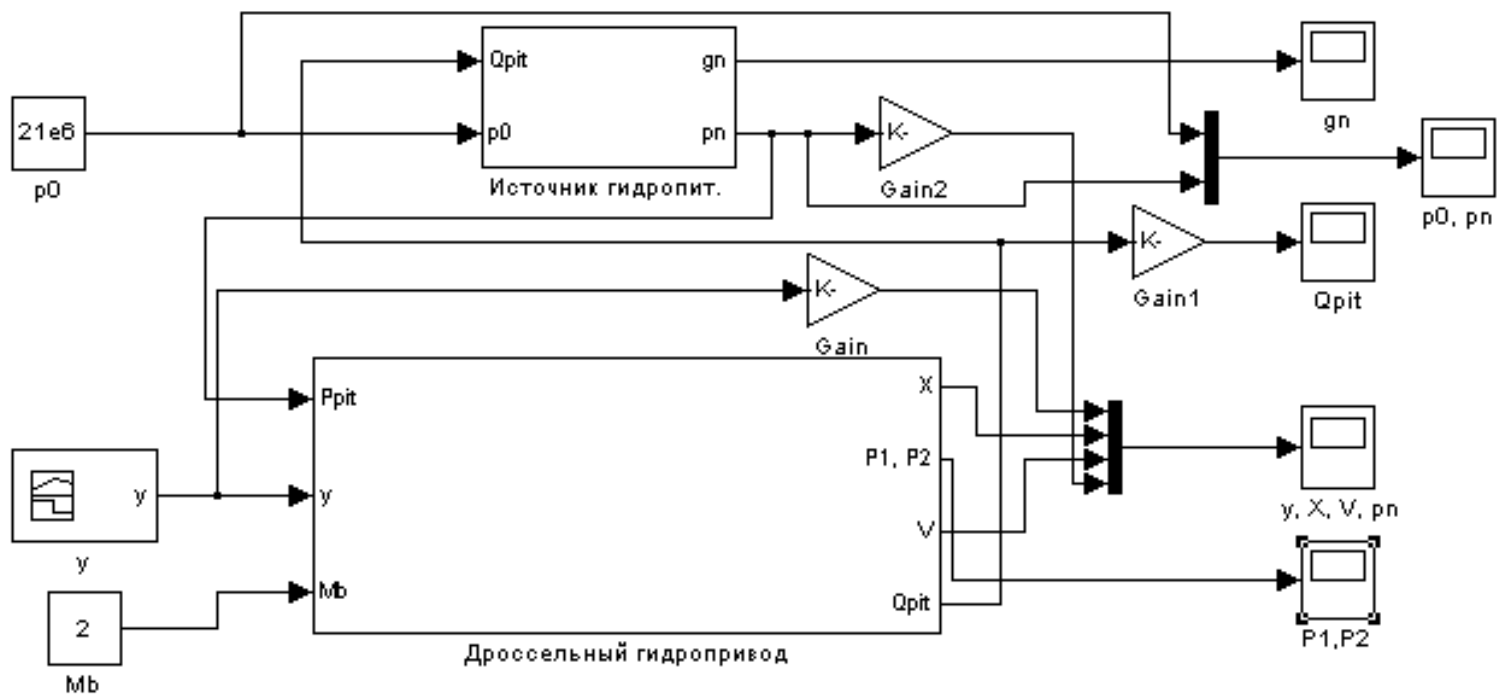 Qpit
gn
gn
21e6
p0
p0
pn
K-
Gain2
Источник гидропит.
p0, pn
K-
Gain1
Qpit
K-
Gain
Ppit
X
P1, P2
y
y
y
V
y, X, V, pn
Mb
Qpit
2
Mb
P1,P2
Дроссельный гидропривод